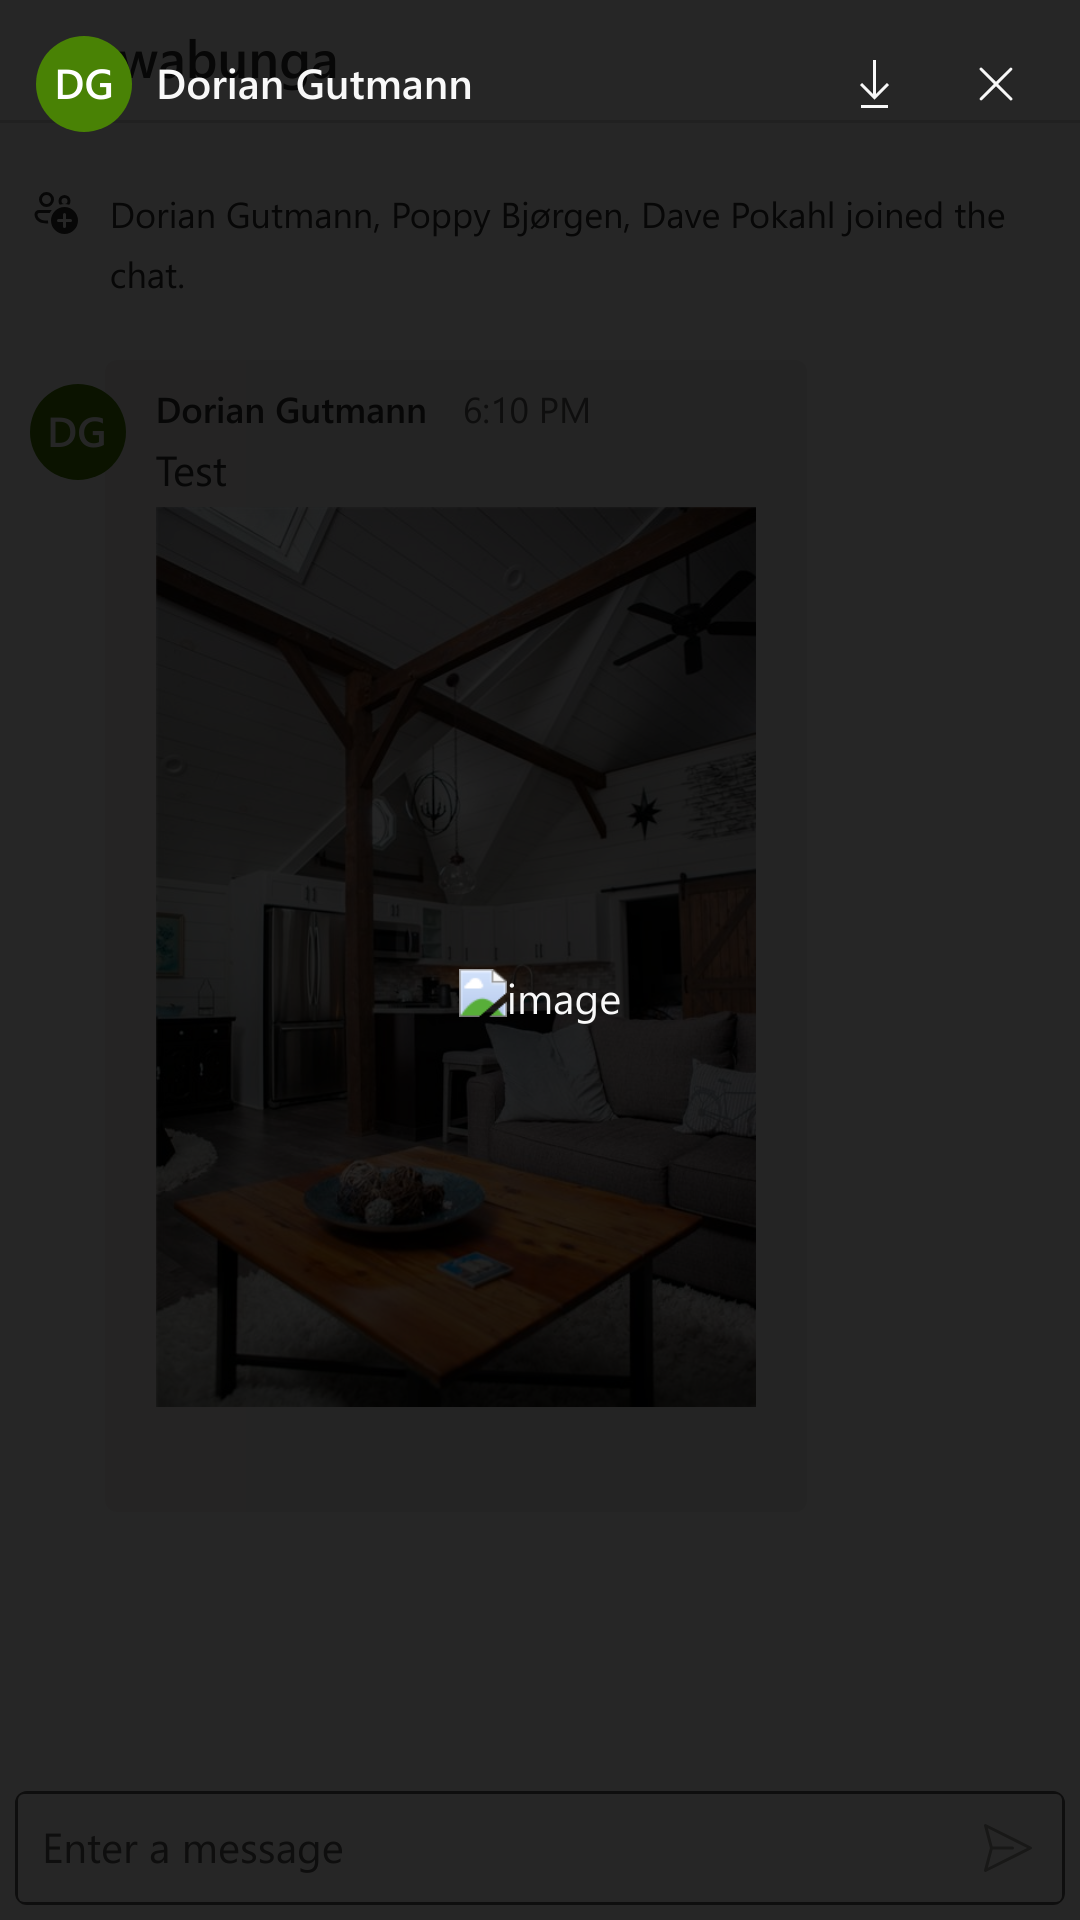 wabunga
DG Dorian Gutmann
Dorian Gutmann, Poppy Bjørgen, Dave Pokahl joined the
chat.
DG Dorian Gutmann 6:10 PM
Test
image
Enter a message